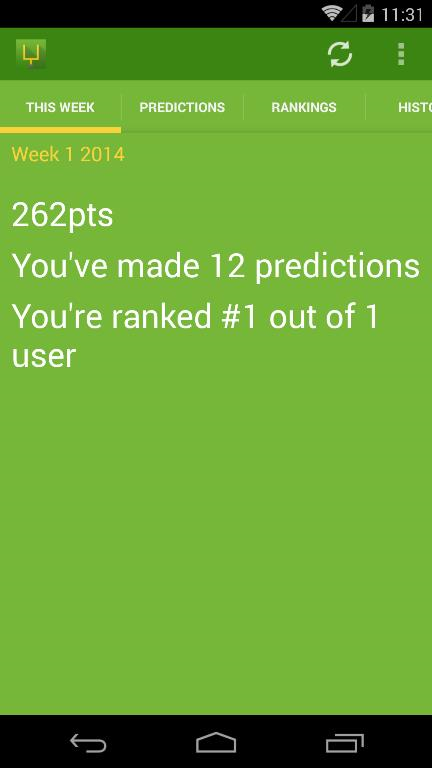 11:31
THIS WEEK PREDICTIONS RANKINGS HISTO
Week 1 2014
262pts
You've made 12 predictions
You're ranked #1 out of 1
user